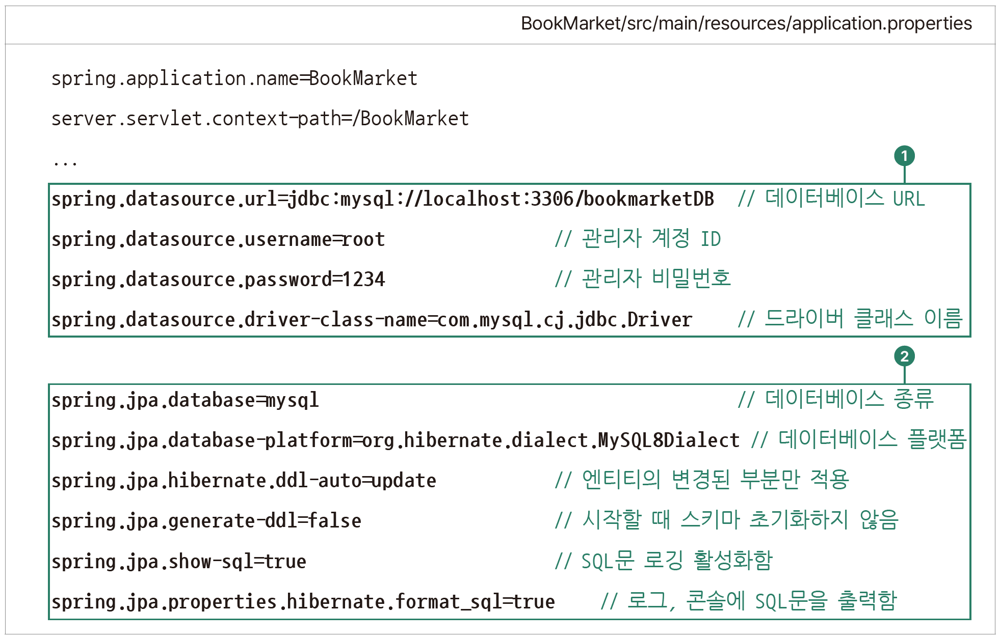 BookMarket/src/main/resources/application.properties
spring.application.name=BookMarket
server.servlet.context-path=/BookMarket
...
1
spring.datasource.url=jdbc:mysql://localhost:3306/bookmarketDB // 데이터베이스 URL
spring.datasource.username=root // 관리자 계정 ID
spring.datasource.password=1234 // 관리자 비밀번호
spring.datasource.driver-class-name=com.mysql.cj.jdbc.Driver // 드라이버 클래스 이름
2
spring.jpa.database=mysql // 데이터베이스 종류
spring.jpa.database-platform=org.hibernate.dialect.MySQL8Dialect // 데이터베이스 플랫폼
spring.jpa.hibernate.ddl-auto=update // 엔티티의 변경된 부분만 적용
spring.jpa.generate-ddl=false // 시작할 때 스키마 초기화하지 않음
spring.jpa.show-sql=true // SQL문 로깅 활성화함
spring.jpa.properties.hibernate.format_sql=true // 로그, 콘솔에 SQL문을 출력함